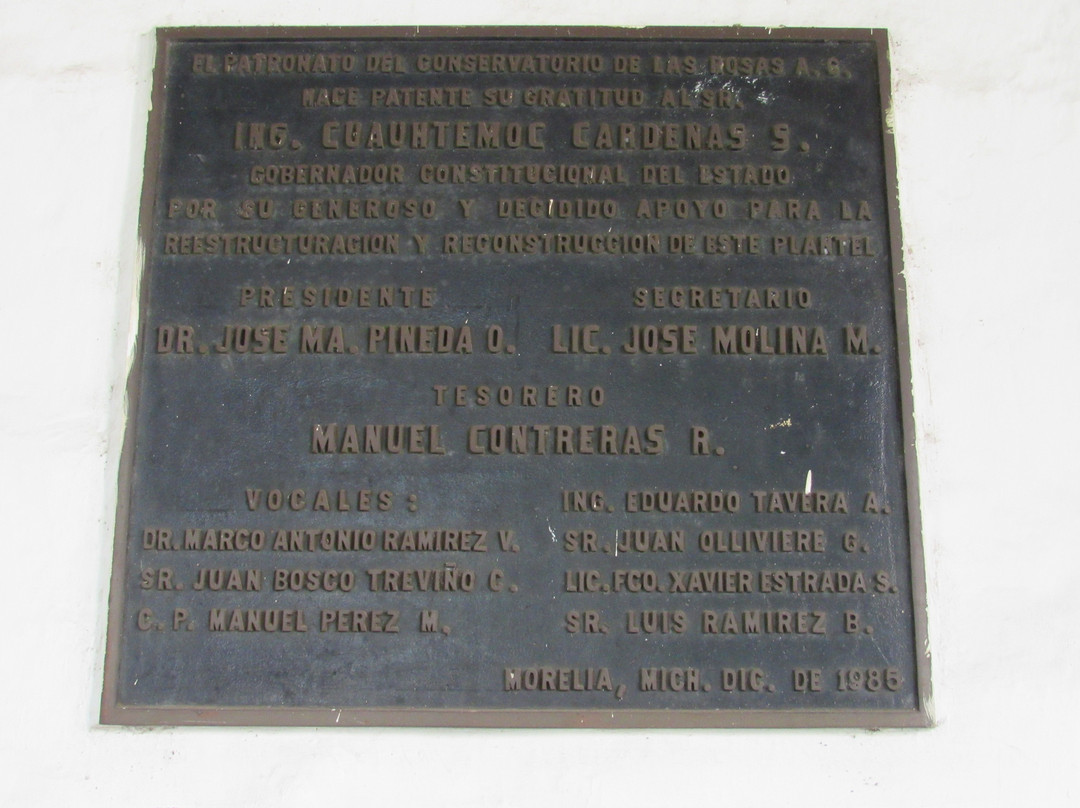 EL PATRONATO DEL CONSERVATORIO DE LAS ROSAS A. C.
HACE PATENTE SU GRATITUD AL SR.
ING. CUAUHTEMOC CARDENAS S.
GOBERNADOR CONSTITUCIONAL DEL ESTADO
POR SU GENEROSO Y DECIDIDO APOYO PARA LA
REESTRUCTURACION Y RECONSTRUCCION DE ESTE PLANTEL
PRESIDENTE SECRETARIO
DR. JOSE MA. PINEDA O. LIC. JOSE MOLINA M.
TESORERO
MANUEL CONTRERAS R.
VOCALES: ING. EDUARDO TAVERA A.
DR. MARCO ANTONIO RAMIREZ V. SR. JUAN OLLIVIERE G.
SR. JUAN BOSCO TREVIÑO C. LIC. FCO. XAVIER ESTRADA S.
C. P. MANUEL PEREZ M. SR. LUIS RAMIREZ B.
MORELIA, MICH. DIC. DE 1985